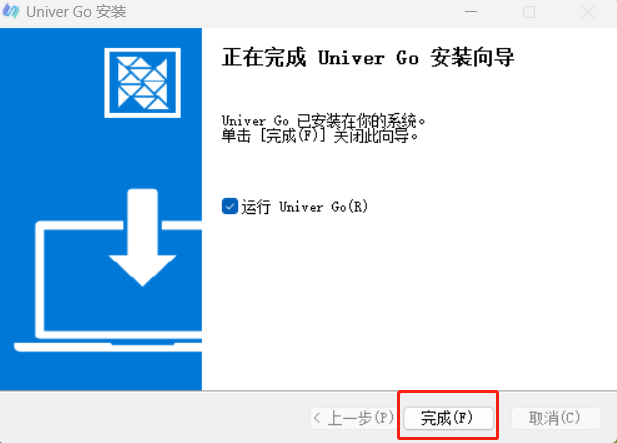 Univer Go 安装
正在完成 Univer Go 安装向导
Univer Go 已安装在你的系统。
单击 [完成(F)] 关闭此向导。
运行 Univer Go(R)
< 上一步(P)
完成(F)
取消(C)